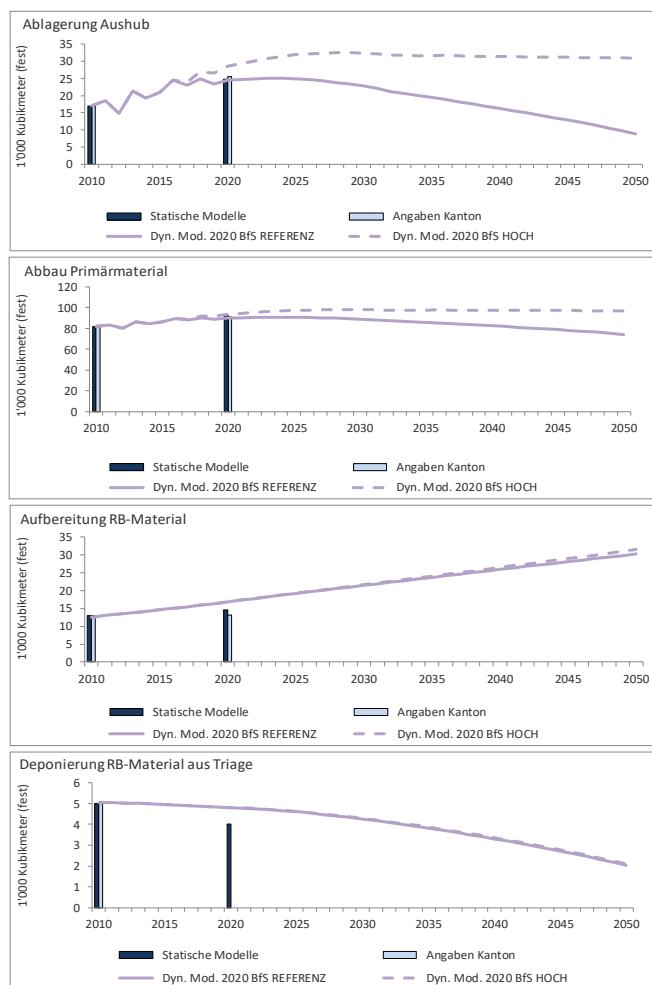 Ablagerung Aushub
1'000 Kubikmeter (fest)
35
30
25
20
15
10
5
0
2010 2015 2020 2025 2030 2035 2040 2045 2050
Statische Modelle Angaben Kanton
Dyn. Mod. 2020 BfS REFERENZ Dyn. Mod. 2020 BfS HOCH
Abbau Primärmaterial
1'000 Kubikmeter (fest)
120
100
80
60
40
20
0
2010 2015 2020 2025 2030 2035 2040 2045 2050
Statische Modelle Angaben Kanton
Dyn. Mod. 2020 BfS REFERENZ Dyn. Mod. 2020 BfS HOCH
Aufbereitung RB-Material
1'000 Kubikmeter (fest)
35
30
25
20
15
10
5
0
2010 2015 2020 2025 2030 2035 2040 2045 2050
Statische Modelle Angaben Kanton
Dyn. Mod. 2020 BfS REFERENZ Dyn. Mod. 2020 BfS HOCH
Deponierung RB-Material aus Triage
1'000 Kubikmeter (fest)
6
5
4
3
2
1
0
2010 2015 2020 2025 2030 2035 2040 2045 2050
Statische Modelle Angaben Kanton
Dyn. Mod. 2020 BfS REFERENZ Dyn. Mod. 2020 BfS HOCH